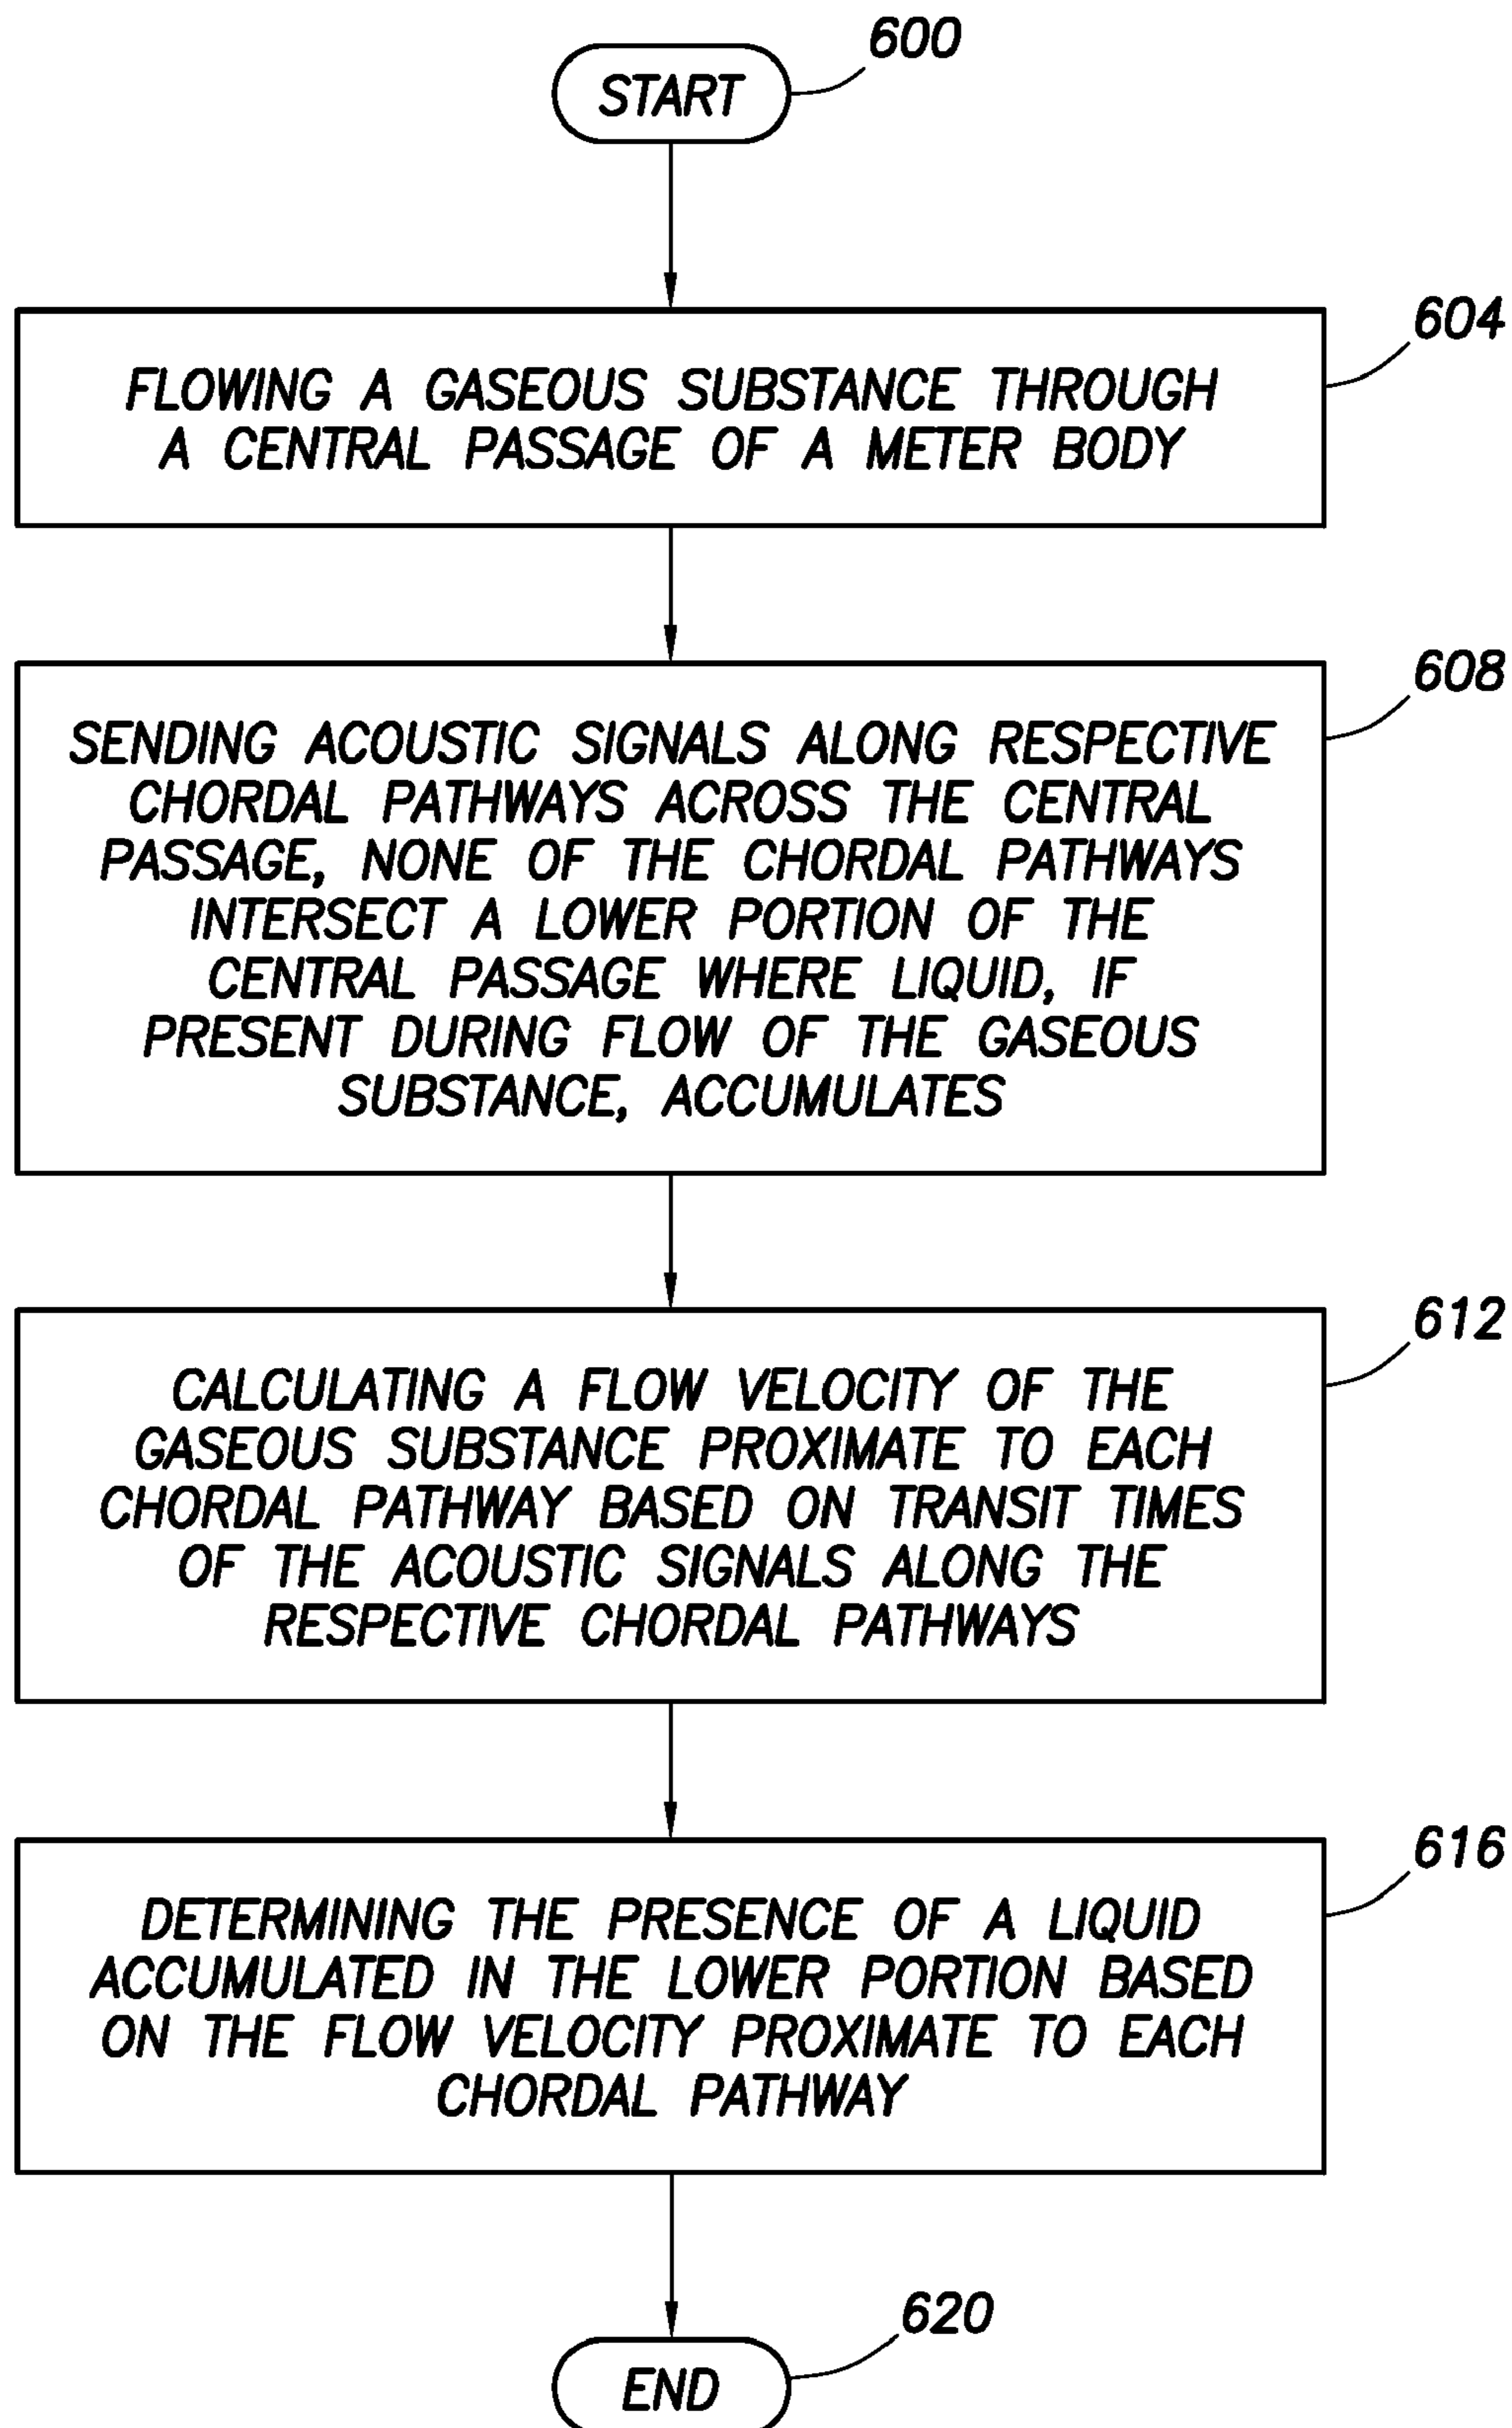 600
START
604
FLOWING A GASEOUS SUBSTANCE THROUGH
A CENTRAL PASSAGE OF A METER BODY
608
SENDING ACOUSTIC SIGNALS ALONG RESPECTIVE
CHORDAL PATHWAYS ACROSS THE CENTRAL
PASSAGE, NONE OF THE CHORDAL PATHWAYS
INTERSECT A LOWER PORTION OF THE
CENTRAL PASSAGE WHERE LIQUID, IF
PRESENT DURING FLOW OF THE GASEOUS
SUBSTANCE, ACCUMULATES
612
CALCULATING A FLOW VELOCITY OF THE
GASEOUS SUBSTANCE PROXIMATE TO EACH
CHORDAL PATHWAY BASED ON TRANSIT TIMES
OF THE ACOUSTIC SIGNALS ALONG THE
RESPECTIVE CHORDAL PATHWAYS
616
DETERMINING THE PRESENCE OF A LIQUID
ACCUMULATED IN THE LOWER PORTION BASED
ON THE FLOW VELOCITY PROXIMATE TO EACH
CHORDAL PATHWAY
620
END